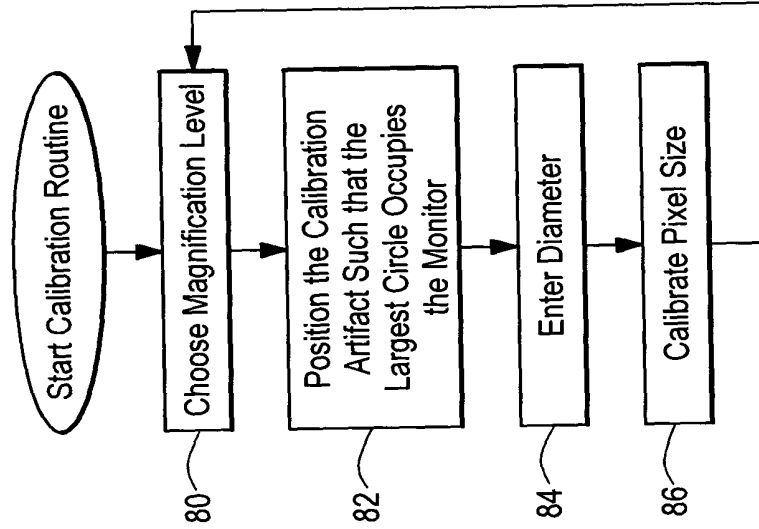 Start Calibration Routine
Choose Magnification Level
80
Position the Calibration
Artifact Such that the
Largest Circle Occupies
the Monitor
82
Enter Diameter
84
Calibrate Pixel Size
86